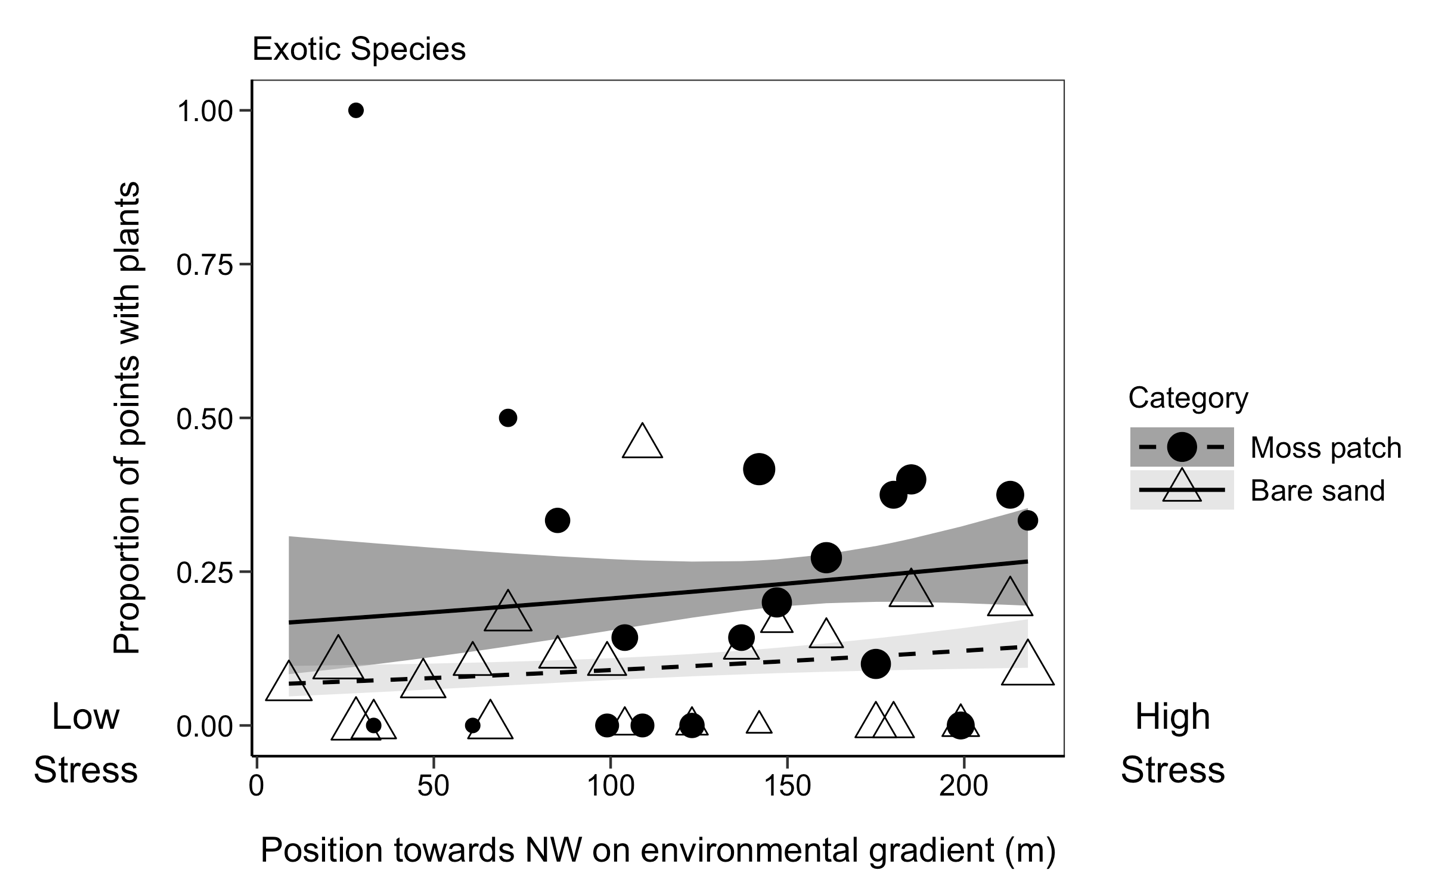 Exotic Species
1.00
0.75
0.50
0.25
0.00
Proportion of points with plants
0
50
100
150
200
Position towards NW on environmental gradient (m)
Low
Stress
High
Stress
Category
Moss patch
Bare sand